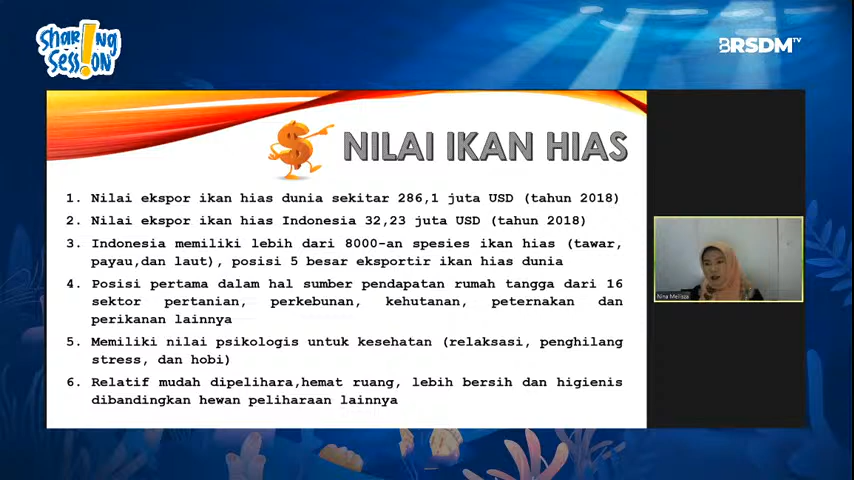 Sharing
Session
BRSDM TV
NILAI IKAN HIAS
1. Nilai ekspor ikan hias dunia sekitar 286,1 juta USD (tahun 2018)
2. Nilai ekspor ikan hias Indonesia 32,23 juta USD (tahun 2018)
3. Indonesia memiliki lebih dari 8000-an spesies ikan hias (tawar,
payau,dan laut), posisi 5 besar eksportir ikan hias dunia
4. Posisi pertama dalam hal sumber pendapatan rumah tangga dari 16
sektor pertanian, perkebunan, kehutanan, peternakan dan
perikanan lainnya
5. Memiliki nilai psikologis untuk kesehatan (relaksasi, penghilang
stress, dan hobi)
6. Relatif mudah dipelihara,hemat ruang, lebih bersih dan higienis
dibandingkan hewan peliharaan lainnya
Nina Melisza